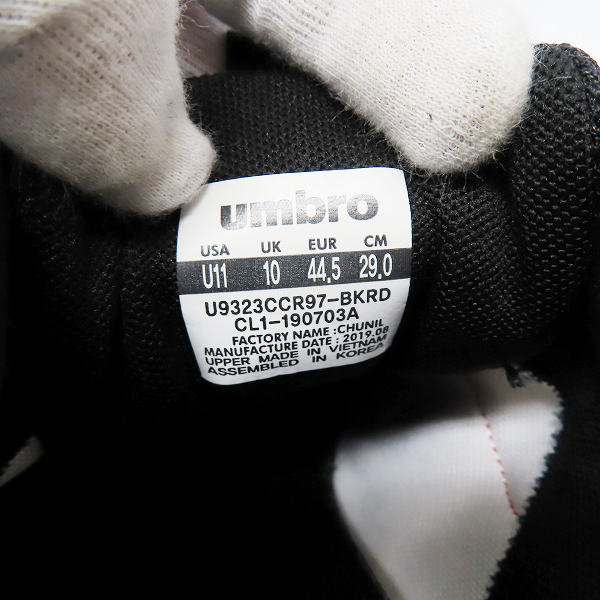 umbro
USA UK EUR CM
U11 10 44.5 29.0
U9323CCR97-BKRD
CL1-190703A
FACTORY NAME : CHUNIL
MANUFACTURE DATE : 2019.08
UPPER MADE IN VIETNAM
ASSEMBLED IN KOREA